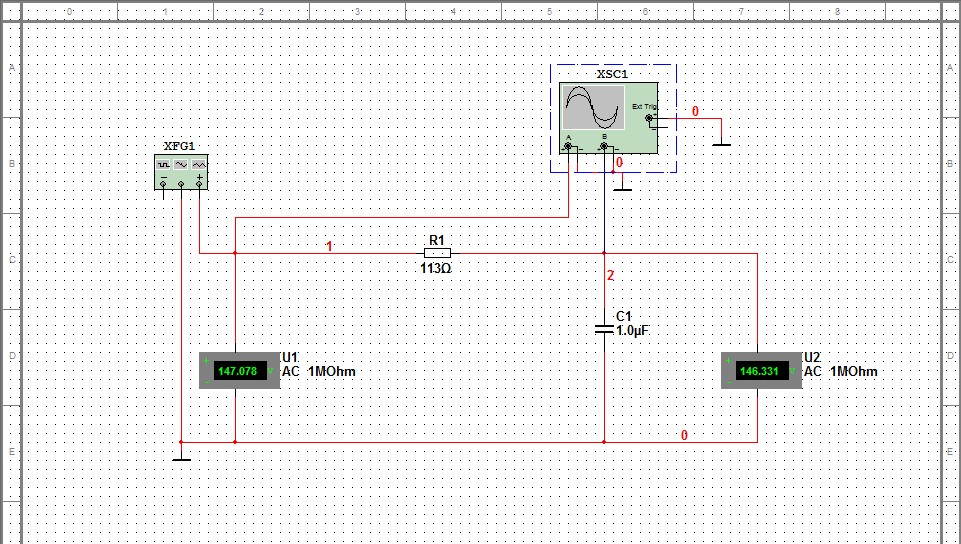 0 1 2 3 4 5 6 7 8
A A
XSC1
Ext Trig
+
-
0
A B
+ - + -
0
B B
XFG1
- +
C C
1
R1
113Ω
2
C1
1.0µF
D D
+ 147.078 V -
U1
AC 1MOhm
+ 146.331 V -
U2
AC 1MOhm
0
E E